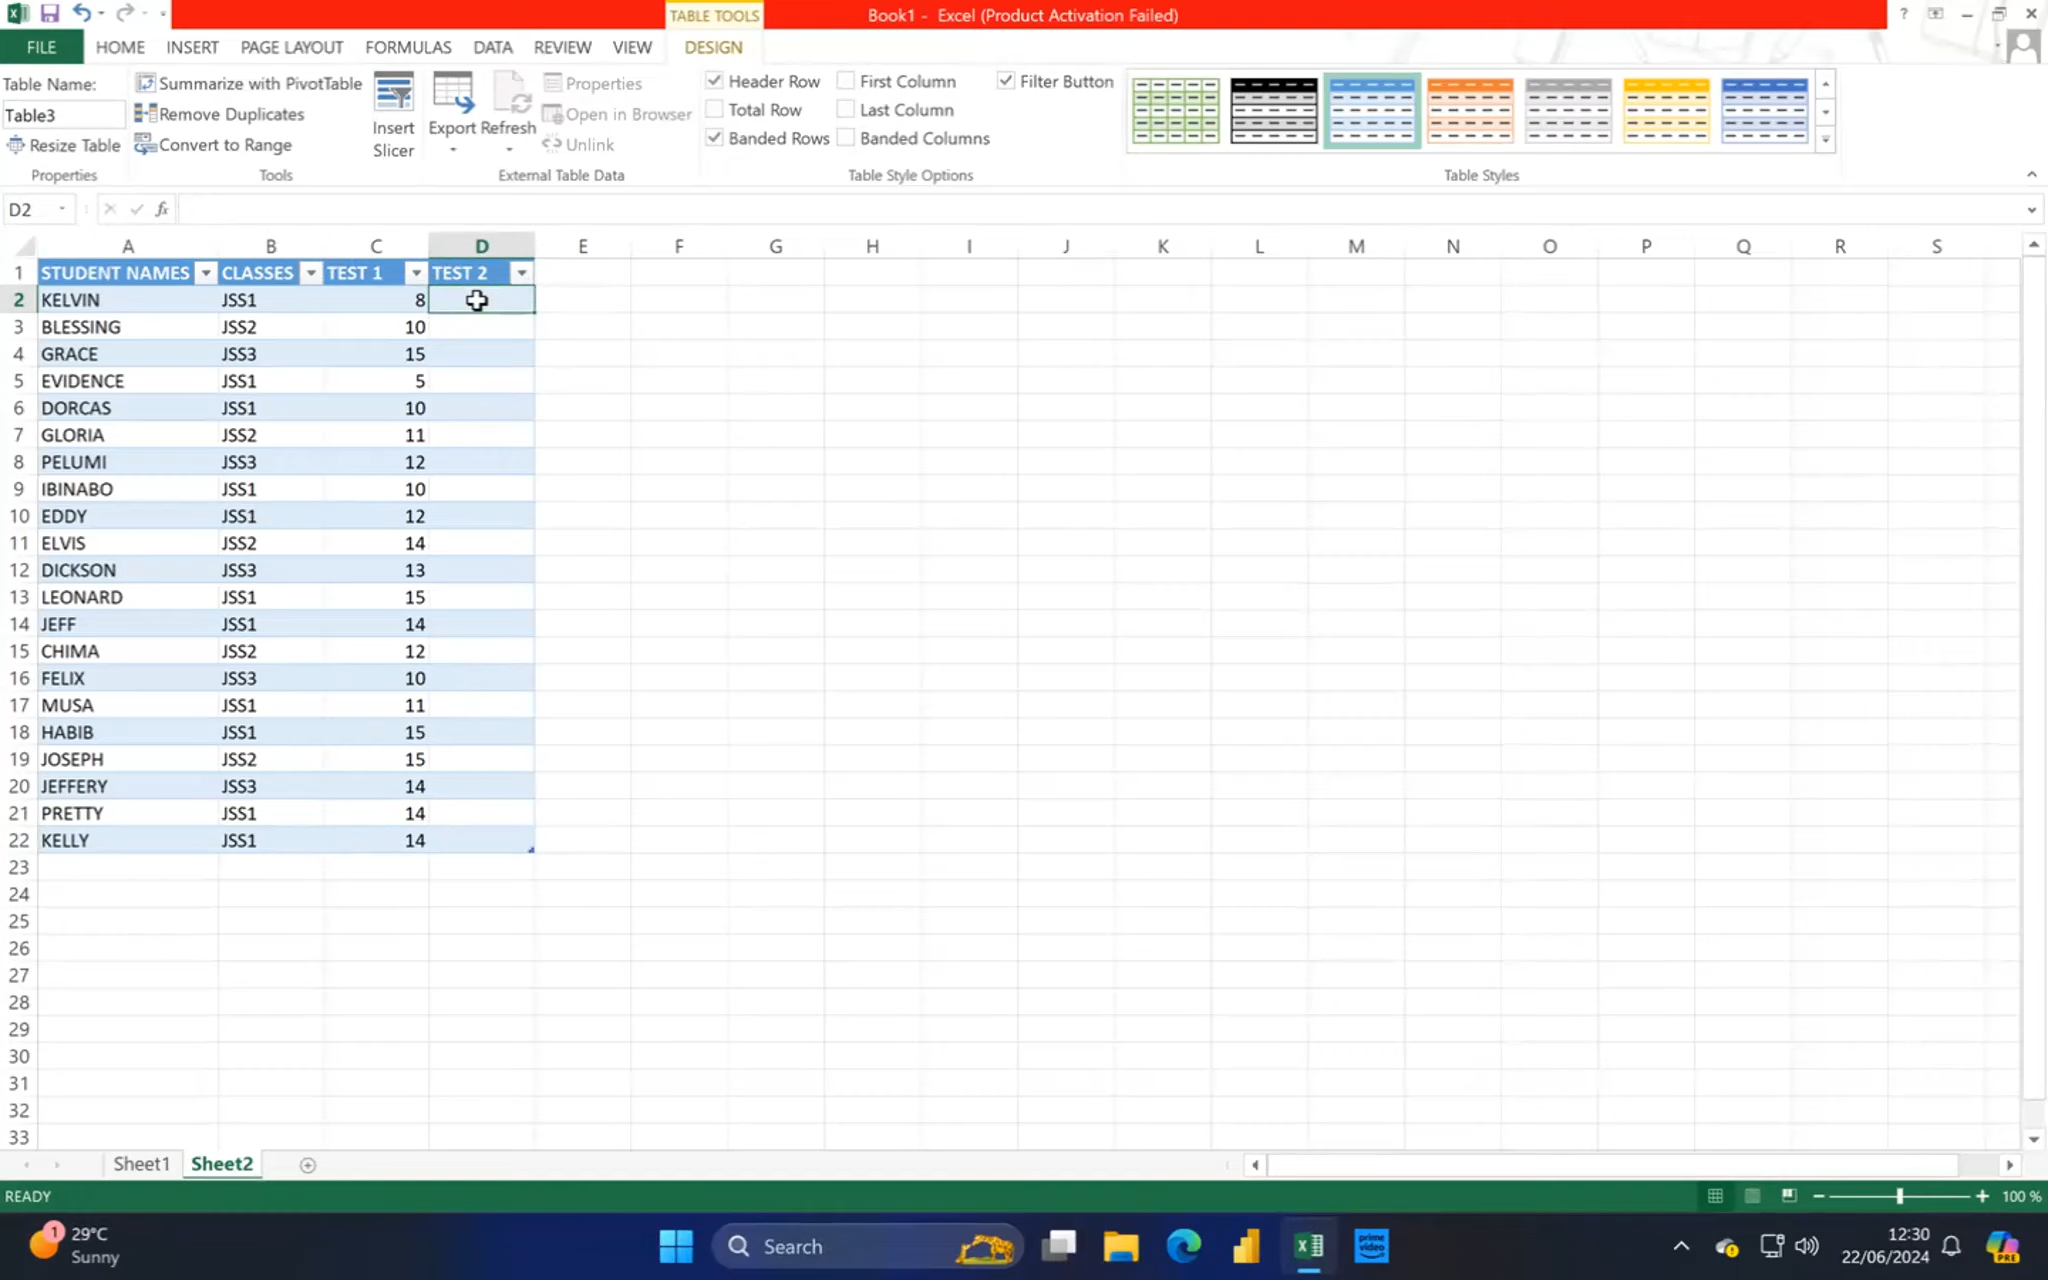 Book1 - Excel (Product Activation Failed)
TABLE TOOLS
FILE HOME INSERT PAGE LAYOUT FORMULAS DATA REVIEW VIEW DESIGN
Table Name:
Table3
Resize Table
Properties
Summarize with PivotTable
Remove Duplicates
Convert to Range
Tools
Insert
Slicer
Export Refresh
Properties
Open in Browser
Unlink
External Table Data
Header Row First Column Filter Button
Total Row Last Column
Banded Rows Banded Columns
Table Style Options
Table Styles
D2 fx
A B C D E F G H I J K L M N O P Q R S
1 STUDENT NAMES CLASSES TEST 1 TEST 2
2 KELVIN JSS1 8
3 BLESSING JSS2 10
4 GRACE JSS3 15
5 EVIDENCE JSS1 5
6 DORCAS JSS1 10
7 GLORIA JSS2 11
8 PELUMI JSS3 12
9 IBINABO JSS1 10
10 EDDY JSS1 12
11 ELVIS JSS2 14
12 DICKSON JSS3 13
13 LEONARD JSS1 15
14 JEFF JSS1 14
15 CHIMA JSS2 12
16 FELIX JSS3 10
17 MUSA JSS1 11
18 HABIB JSS1 15
19 JOSEPH JSS2 15
20 JEFFERY JSS3 14
21 PRETTY JSS1 14
22 KELLY JSS1 14
23
24
25
26
27
28
29
30
31
32
33
Sheet1 Sheet2
READY 100 %
1 29°C
Sunny
Search
prime video
PRE
12:30
22/06/2024